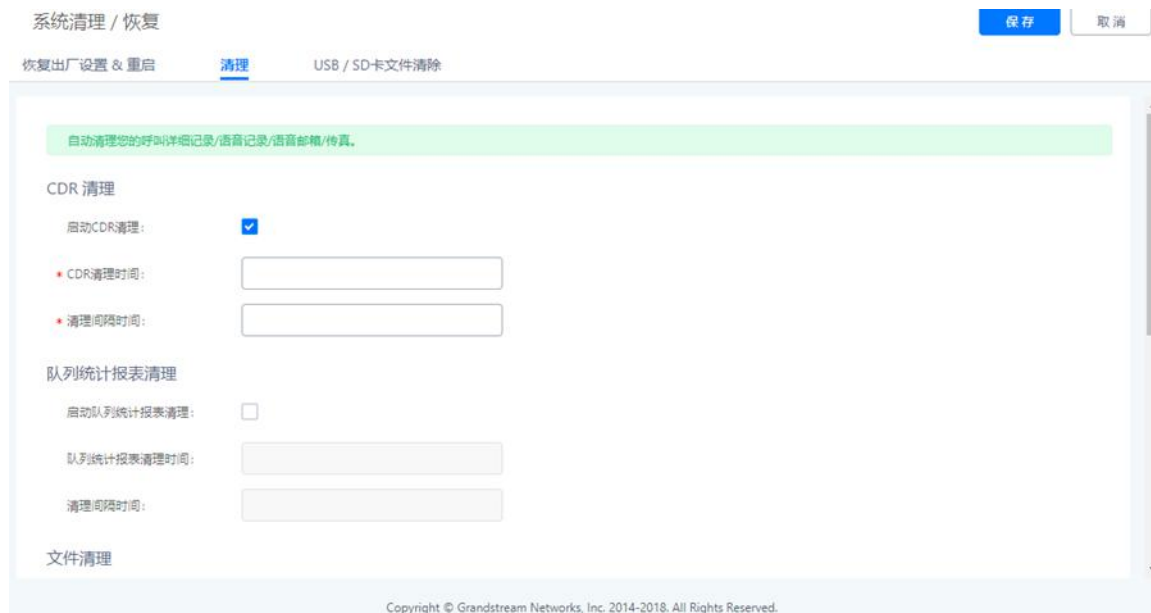 系统清理 / 恢复
保存
取消
恢复出厂设置 & 重启
清理
USB / SD卡文件清除
自动清理您的呼叫详细记录/语音记录/语音邮箱/传真。
CDR 清理
启动CDR清理:
* CDR清理时间:
* 清理间隔时间:
队列统计报表清理
启动队列统计报表清理:
队列统计报表清理时间:
清理间隔时间:
文件清理
Copyright © Grandstream Networks, Inc. 2014-2018. All Rights Reserved.